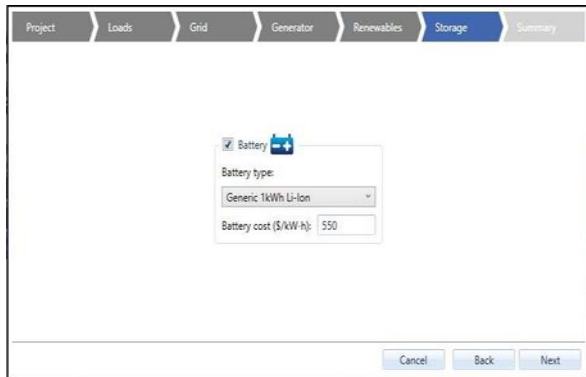 Project Loads Grid Generator Renewables Storage Summary
Battery
Battery type:
Generic 1kWh Li-Ion
Battery cost ($/kW·h): 550
Cancel Back Next